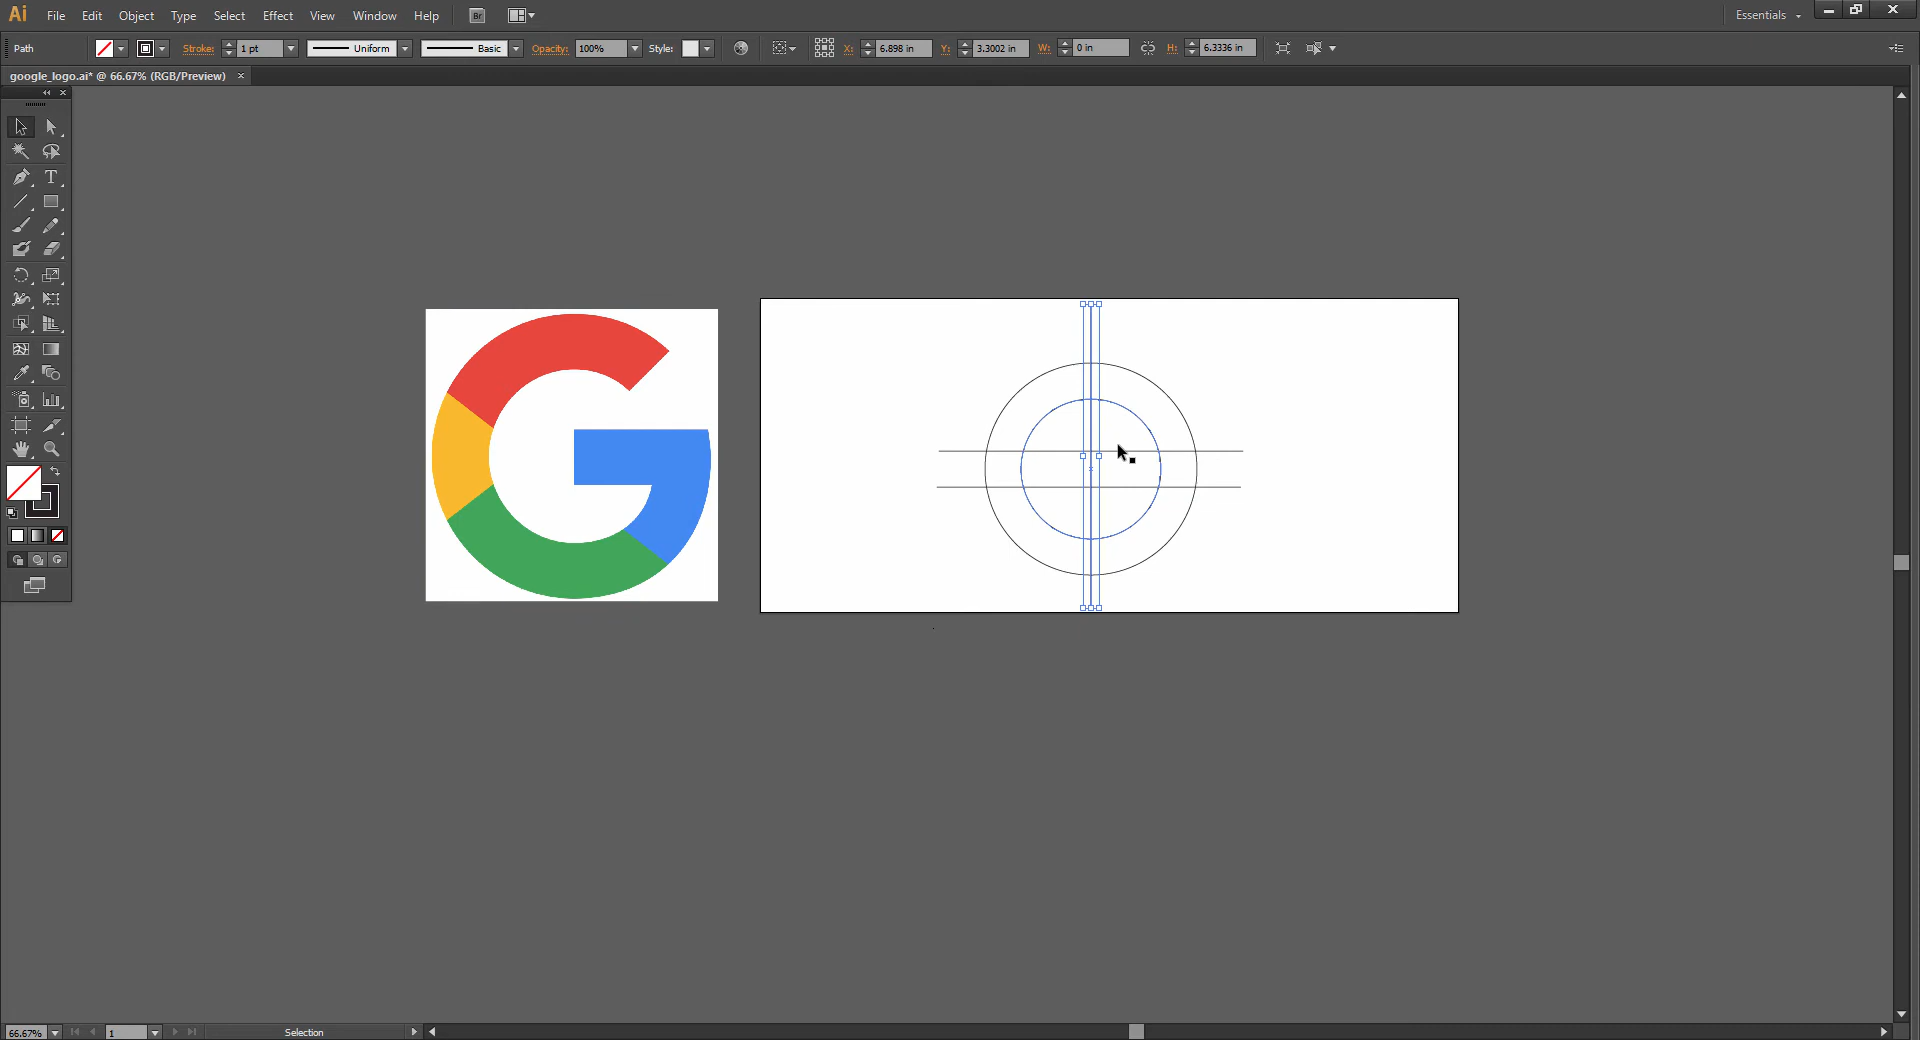 Ai File Edit Object Type Select Effect View Window Help Br Essentials
Path Stroke: 1 pt Uniform Basic Opacity: 100% Style: X: 6.898 in Y: 3.3002 in W: 0 in H: 6.3336 in
google_logo.ai* @ 66.67% (RGB/Preview)
T
66.67% 1 Selection